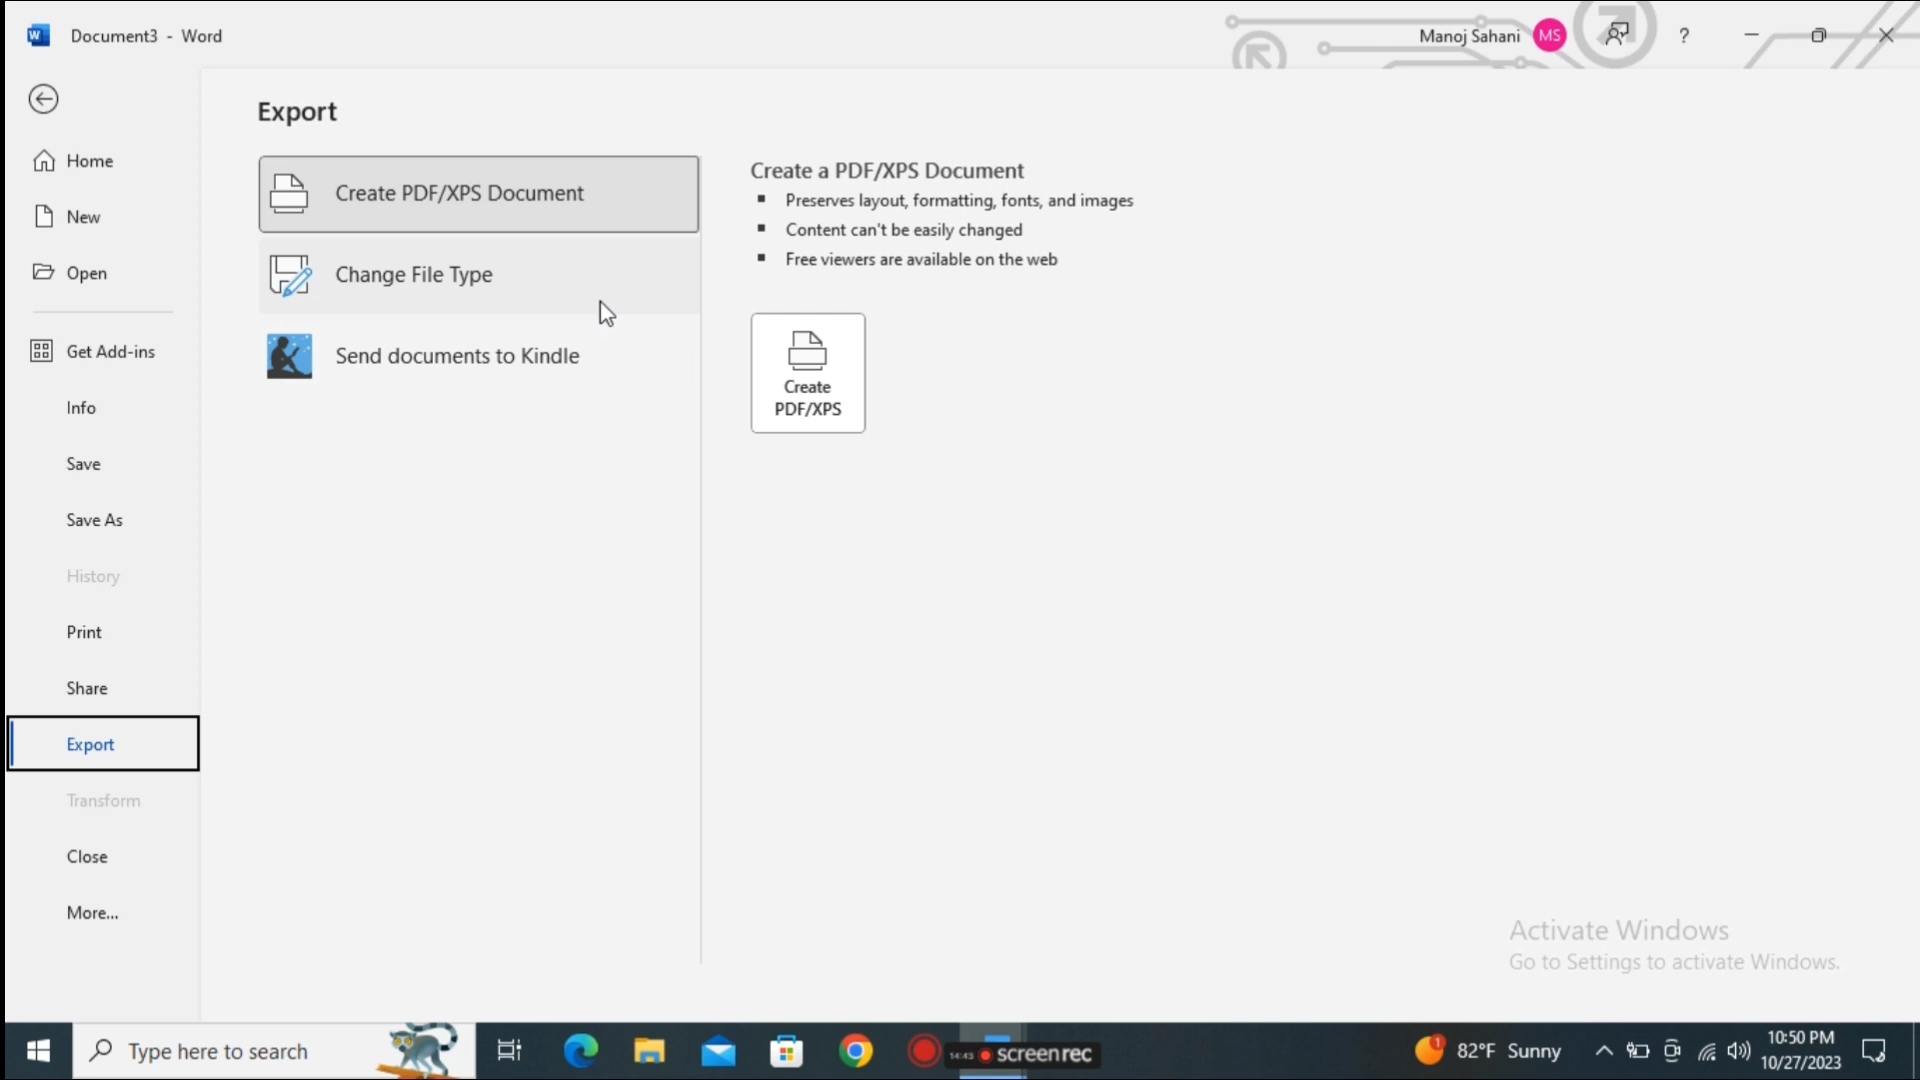 Document3 - Word
Manoj Sahani
MS
?
Export
Home
New
Open
Get Add-ins
Info
Save
Save As
History
Print
Share
Export
Transform
Close
More...
Create PDF/XPS Document
Change File Type
Send documents to Kindle
Create a PDF/XPS Document
▪ Preserves layout, formatting, fonts, and images
▪ Content can't be easily changed
▪ Free viewers are available on the web
Create
PDF/XPS
Activate Windows
Go to Settings to activate Windows.
Type here to search
14:43
screenrec
1
82°F Sunny
10:50 PM
10/27/2023